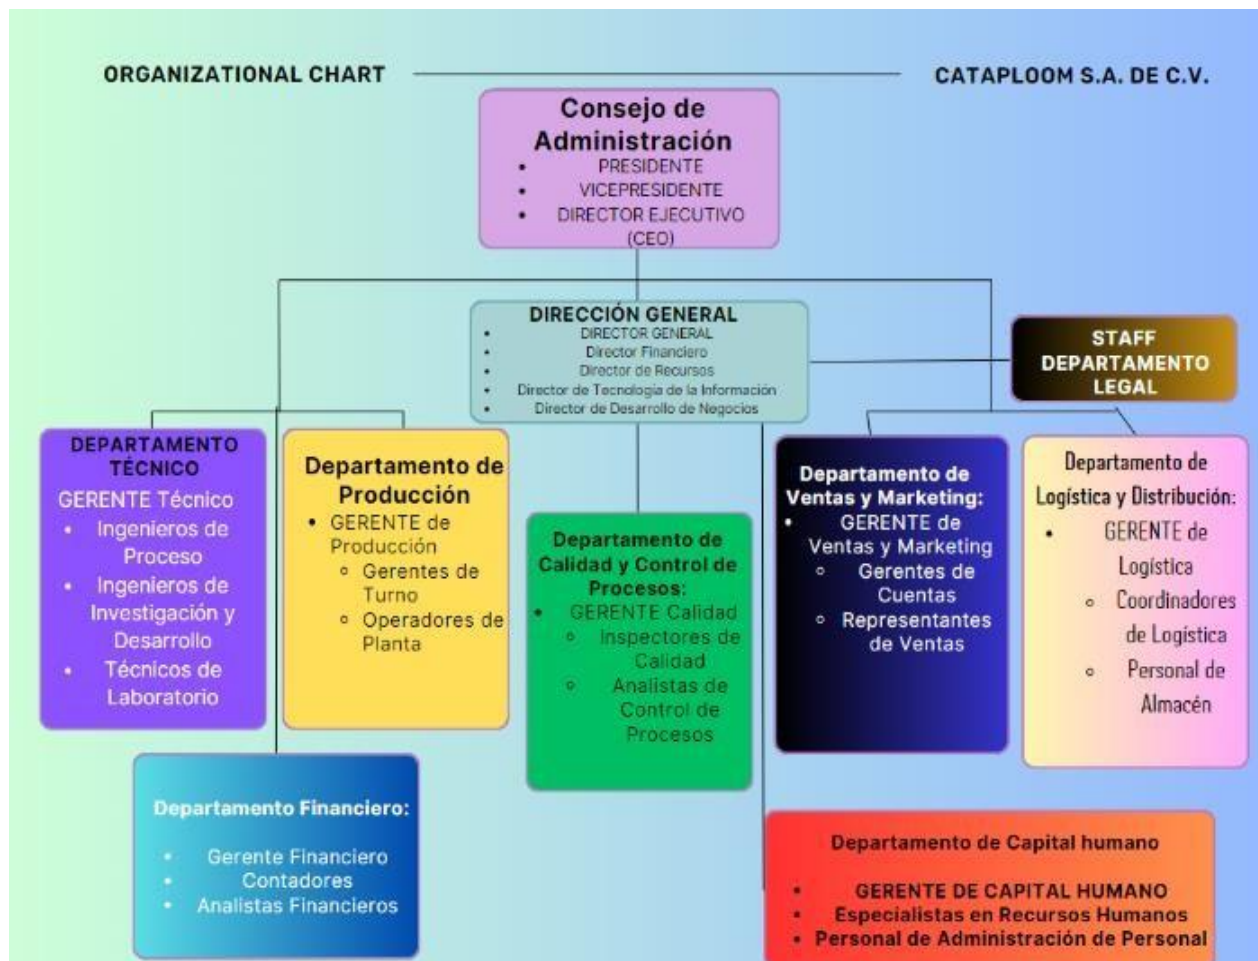 ORGANIZATIONAL CHART
CATAPLOOM S.A. DE C.V.
Consejo de
Administración
• PRESIDENTE
• VICEPRESIDENTE
• DIRECTOR EJECUTIVO
(CEO)
DIRECCIÓN GENERAL
• DIRECTOR GENERAL
• Director Financiero
• Director de Recursos
• Director de Tecnología de la Información
• Director de Desarrollo de Negocios
STAFF
DEPARTAMENTO
LEGAL
DEPARTAMENTO
TÉCNICO
GERENTE Técnico
• Ingenieros de
Proceso
• Ingenieros de
Investigación y
Desarrollo
• Técnicos de
Laboratorio
Departamento de
Producción
• GERENTE de
Producción
◦ Gerentes de
Turno
◦ Operadores de
Planta
Departamento de
Calidad y Control de
Procesos:
• GERENTE Calidad
◦ Inspectores de
Calidad
◦ Analistas de
Control de
Procesos
Departamento de
Ventas y Marketing:
• GERENTE de
Ventas y Marketing
◦ Gerentes de
Cuentas
◦ Representantes
de Ventas
Departamento de
Logística y Distribución:
• GERENTE de
Logística
◦ Coordinadores
de Logística
◦ Personal de
Almacén
Departamento Financiero:
• Gerente Financiero
• Contadores
• Analistas Financieros
Departamento de Capital humano
• GERENTE DE CAPITAL HUMANO
• Especialistas en Recursos Humanos
• Personal de Administración de Personal